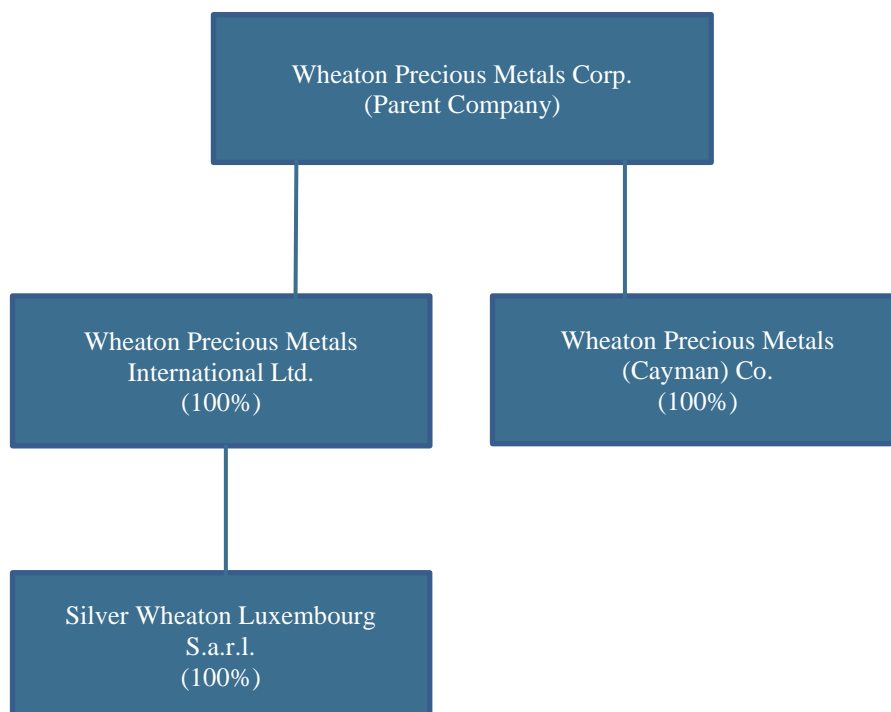 Wheaton Precious Metals Corp.
(Parent Company)
Wheaton Precious Metals
International Ltd.
(100%)
Wheaton Precious Metals
(Cayman) Co.
(100%)
Silver Wheaton Luxembourg
S.a.r.l.
(100%)